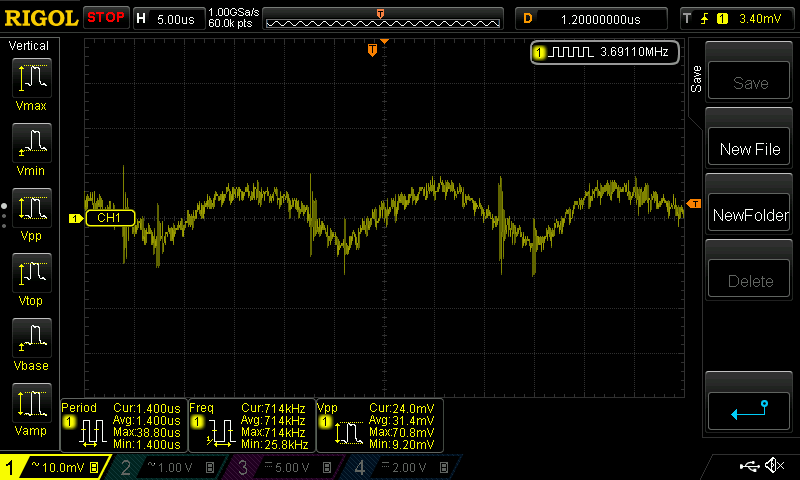 RIGOL STOP H 5.00us 1.00GSa/s 60.0k pts T D 1.20000000us T 1 3.40mV
Vertical
1 3.69110MHz
T
Vmax
Vmin
Vpp
Vtop
Vbase
Vamp
1 CH1
T
Save
Save
New File
NewFolder
Delete
Period
1
Cur:1.400us
Avg:1.400us
Max:38.80us
Min:1.400us
Freq
1
Cur:714kHz
Avg:714kHz
Max:714kHz
Min:25.8kHz
Vpp
1
Cur:24.0mV
Avg:31.4mV
Max:70.8mV
Min:9.20mV
1 ~ 10.0mV B 2 ~ 1.00 V B 3 5.00 V B 4 2.00 V B